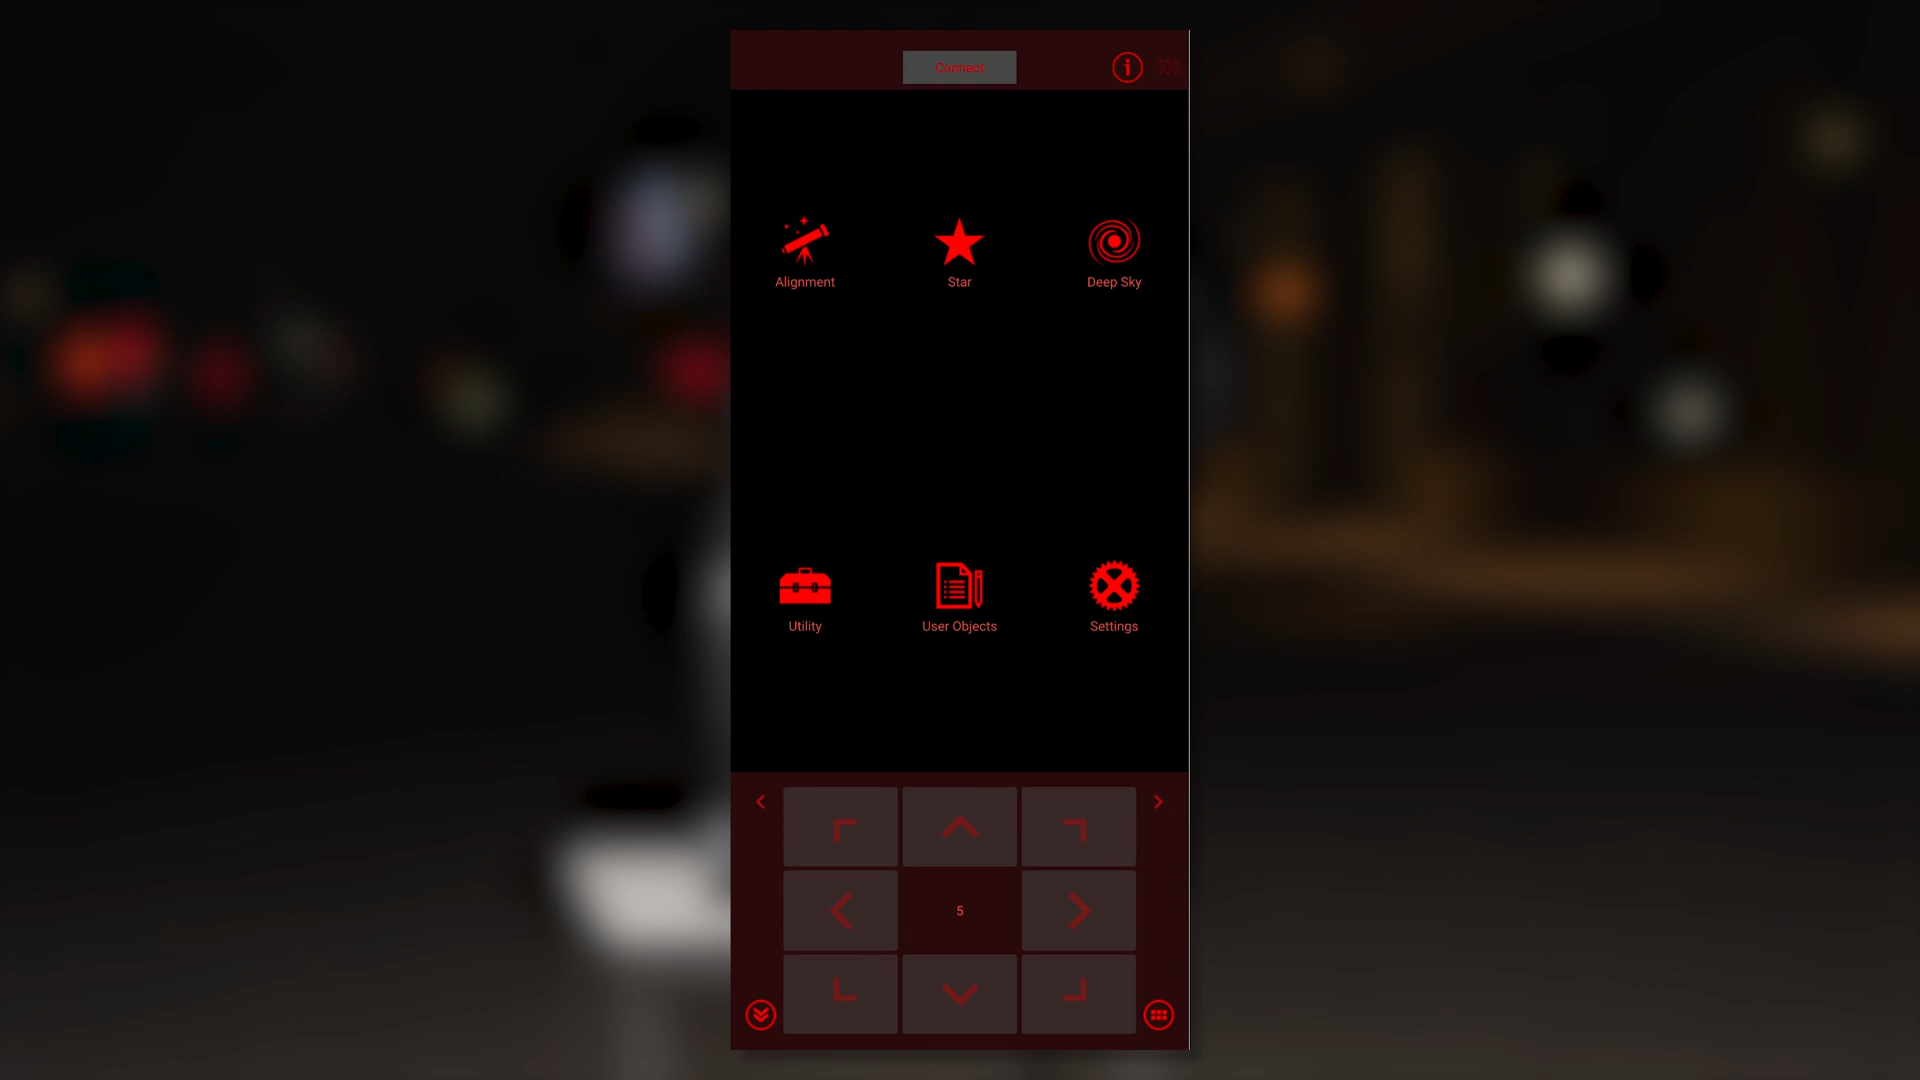 Connect
Alignment
Star
Deep Sky
Utility
User Objects
Settings
5